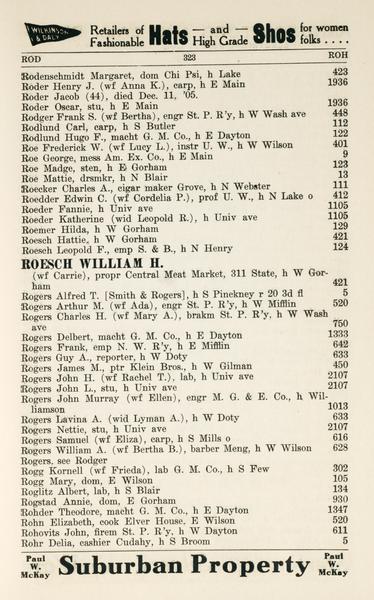 WILKINSON & DALY
Retailers of Fashionable Hats — and — High Grade Shos for women folks . . . .
ROD 323 ROH
Rodenschmidt Margaret, dom Chi Psi, h Lake 423
Roder Henry J. (wf Anna K.), carp, h E Main 1936
Roder Jacob (44), died Dec. 11, '05.
Roder Oscar, stu, h E Main 1936
Rodger Frank S. (wf Bertha), engr St. P. R'y, h W Wash ave 448
Rodlund Carl, carp, h S Butler 112
Rodlund Hugo F., macht G. M. Co., h E Dayton 122
Roe Frederick W. (wf Lucy L.), instr U. W., h W Wilson 401
Roe George, mess Am. Ex. Co., h E Main 9
Roe Madge, sten, h E Gorham 123
Roe Mattie, drsmkr, h N Blair 13
Roecker Charles A., cigar maker Grove, h N Webster 111
Roedder Edwin C. (wf Cordelia P.), prof U. W., h N Lake o 412
Roeder Fannie, h Univ ave 1105
Roeder Katherine (wid Leopold R.), h Univ ave 1105
Roemer Hilda, h W Gorham 129
Roesch Hattie, h W Gorham 421
Roesch Leopold F., emp S. & B., h N Henry 124
ROESCH WILLIAM H.
(wf Carrie), propr Central Meat Market, 311 State, h W Gor-
ham 421
Rogers Alfred T. [Smith & Rogers], h S Pinckney r 20 3d fl 5
Rogers Arthur M. (wf Ada), engr St. P. R'y, h W Mifflin 520
Rogers Charles H. (wf Mary A.), brakm St. P. R'y, h W Wash
ave 750
Rogers Delbert, macht G. M. Co., h E Dayton 1333
Rogers Frank, emp N. W. R'y, h E Mifflin 642
Rogers Guy A., reporter, h W Doty 633
Rogers James M., ptr Klein Bros., h W Gilman 450
Rogers John H. (wf Rachel T.), lab, h Univ ave 2107
Rogers John L., stu, h Univ ave 2107
Rogers John Murray (wf Ellen), engr M. G. & E. Co., h Wil-
liamson 1013
Rogers Lavina A. (wid Lyman A.), h W Doty 633
Rogers Nettie, stu, h Univ ave 2107
Rogers Samuel (wf Eliza), carp, h S Mills o 616
Rogers William A. (wf Bertha B.), barber Meng, h W Wilson 628
Rogers, see Rodger
Rogg Kornell (wf Frieda), lab G. M. Co., h S Few 302
Rogg Mary, dom, E Wilson 105
Roglitz Albert, lab, h S Blair 134
Rogstad Annie, dom, E Gorham 930
Rohder Theodore, macht G. M. Co., h E Dayton 1347
Rohn Elizabeth, cook Elver House, E Wilson 520
Rohovits John, firem St. P. R'y, h W Dayton 611
Rohr Delia, cashier Cudahy, h S Broom 5
Paul W. McKay Suburban Property Paul W. McKay